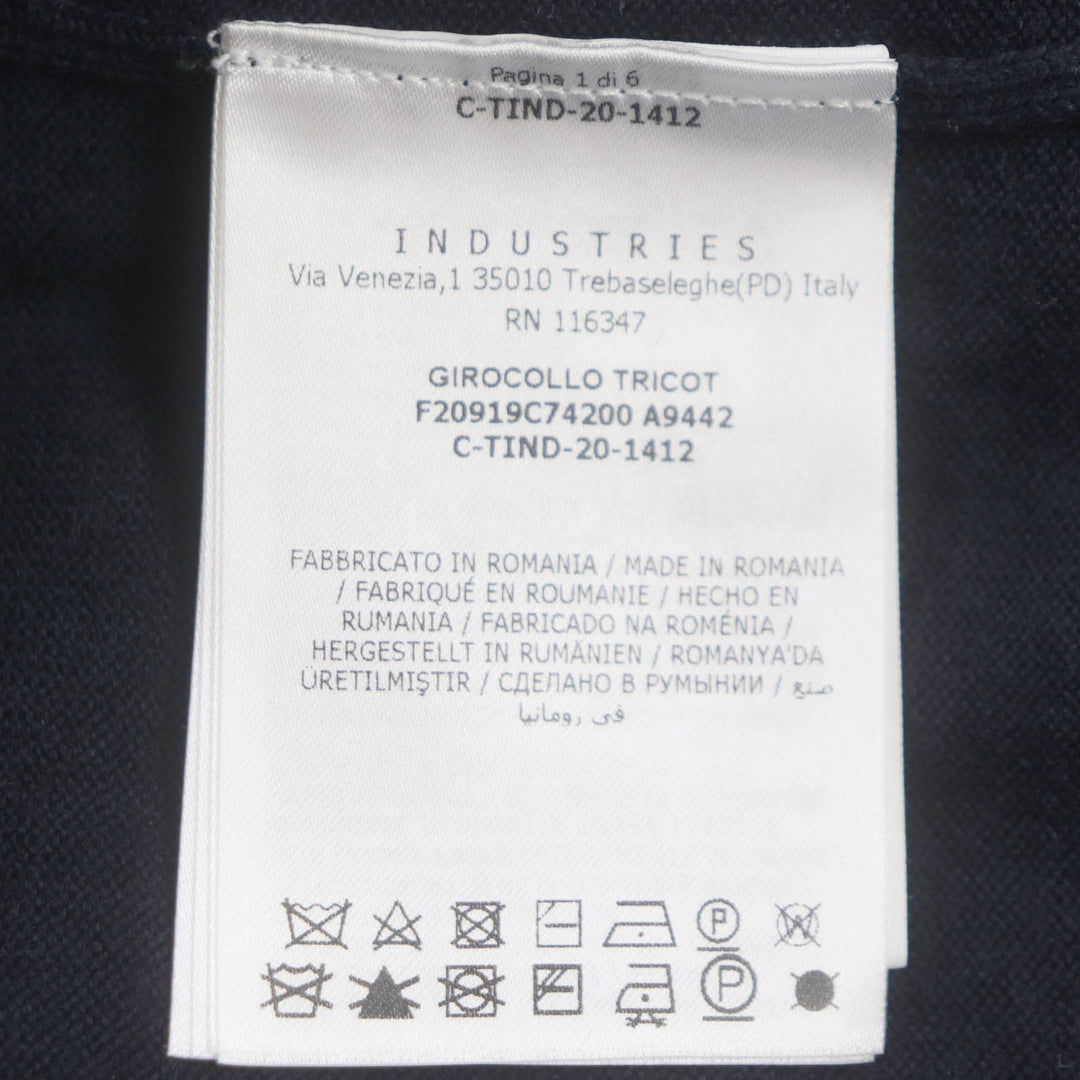 Pagina 1 di 6
C-TIND-20-1412
INDUSTRIES
Via Venezia,1 35010 Trebaseleghe(PD) Italy
RN 116347
GIROCOLLO TRICOT
F20919C74200 A9442
C-TIND-20-1412
FABBRICATO IN ROMANIA / MADE IN ROMANIA
/ FABRIQUÉ EN ROUMANIE / HECHO EN
RUMANIA / FABRICADO NA ROMÉNIA /
HERGESTELLT IN RUMÄNIEN / ROMANYA'DA
ÜRETILMIŞTIR / СДЕЛАНО В РУМЫНИИ / صنع
في رومانيا
P W
P